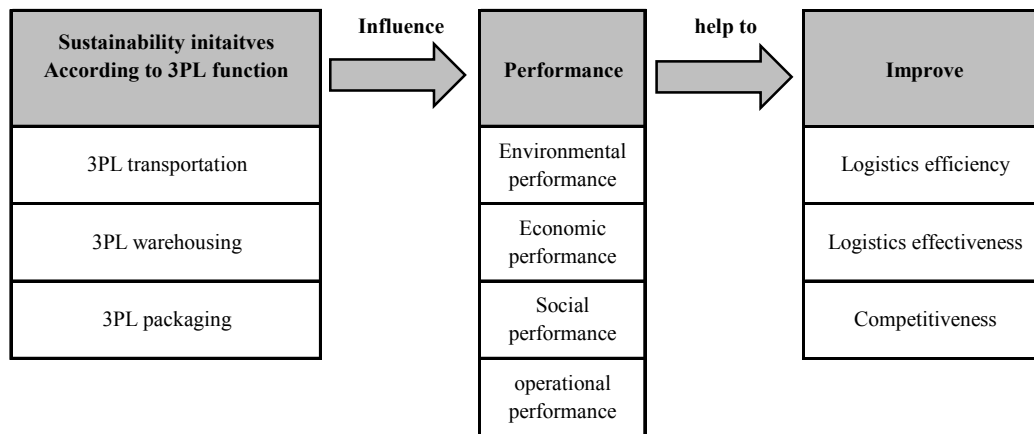 Sustainability initaitves
According to 3PL function
3PL transportation
3PL warehousing
3PL packaging
Influence
Performance
Environmental
performance
Economic
performance
Social
performance
operational
performance
help to
Improve
Logistics efficiency
Logistics effectiveness
Competitiveness